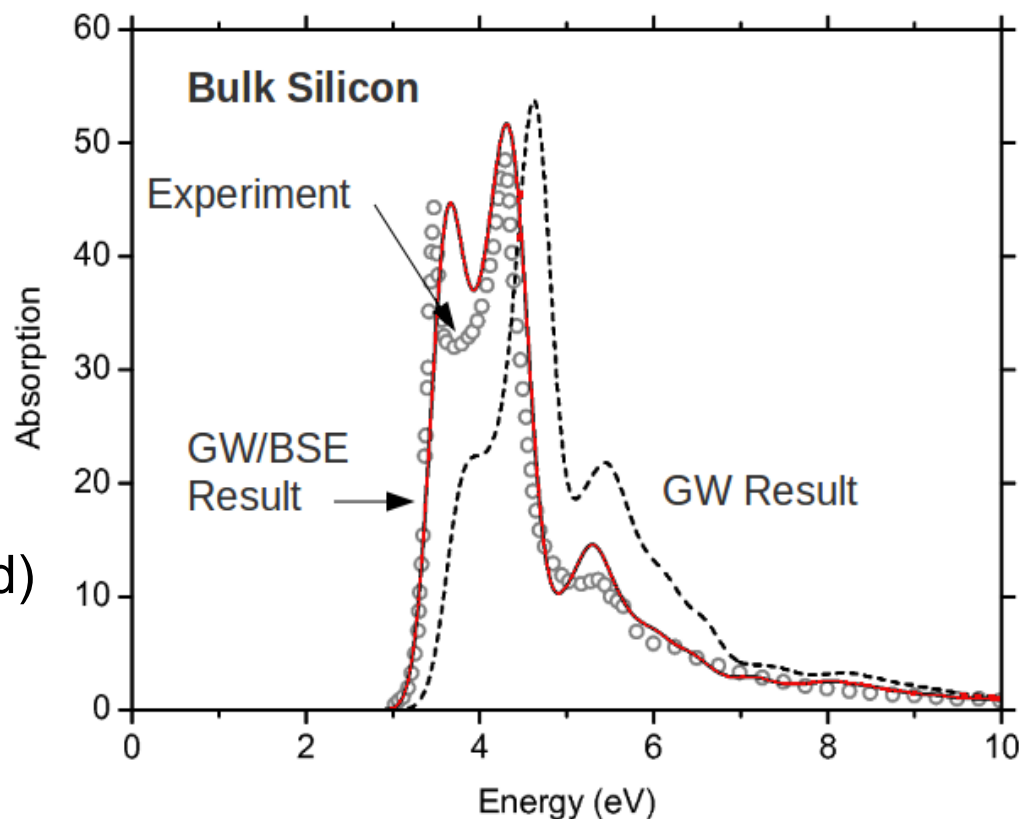 60
Bulk Silicon
50
Experiment
40
30
Absorption
GW/BSE
Result
20
GW Result
d)
10
0
0 2 4 6 8 10
Energy (eV)